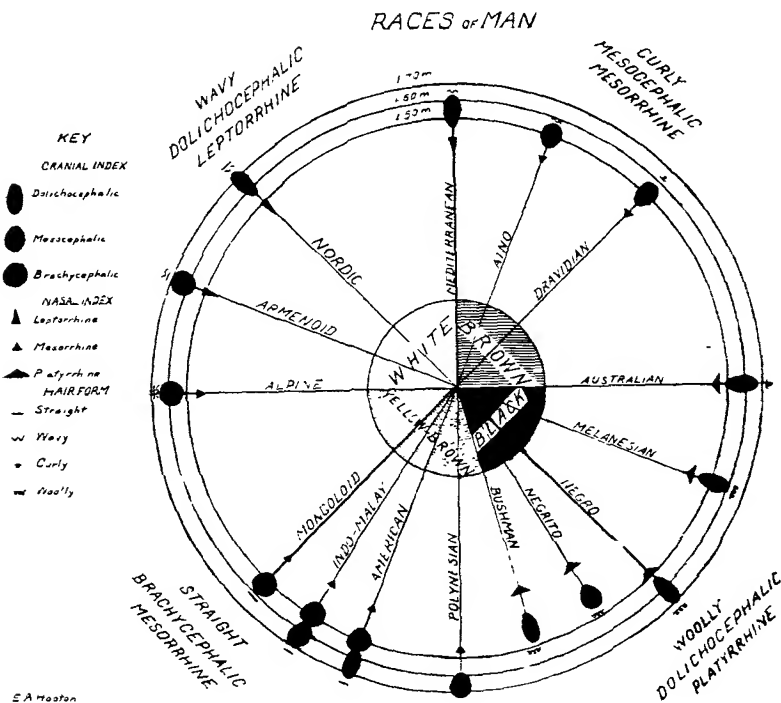 RACES OF MAN
WAVY
DOLICHOCEPHALIC
LEPTORRHINE
CURLY
MESOCEPHALIC
MESORRHINE
1.70m
1.60m
1.50m
KEY
CRANIAL INDEX
Dolichocephalic
Mesocephalic
Brachycephalic
NASAL INDEX
Leptorrhine
Mesorrhine
Platyrrhine
HAIRFORM
Straight
Wavy
Curly
Woolly
MEDITERRANEAN
AINO
DRAVIDIAN
NORDIC
ARMENOID
ALPINE
AUSTRALIAN
MELANESIAN
NEGRO
NEGRITO
BUSHMAN
POLYNESIAN
AMERICAN
INDO-MALAY
MONGOLOID
WHITE
BROWN
BLACK
YELLOW-BROWN
STRAIGHT
BRACHYCEPHALIC
MESORRHINE
WOOLLY
DOLICHOCEPHALIC
PLATYRRHINE
E A Hooton